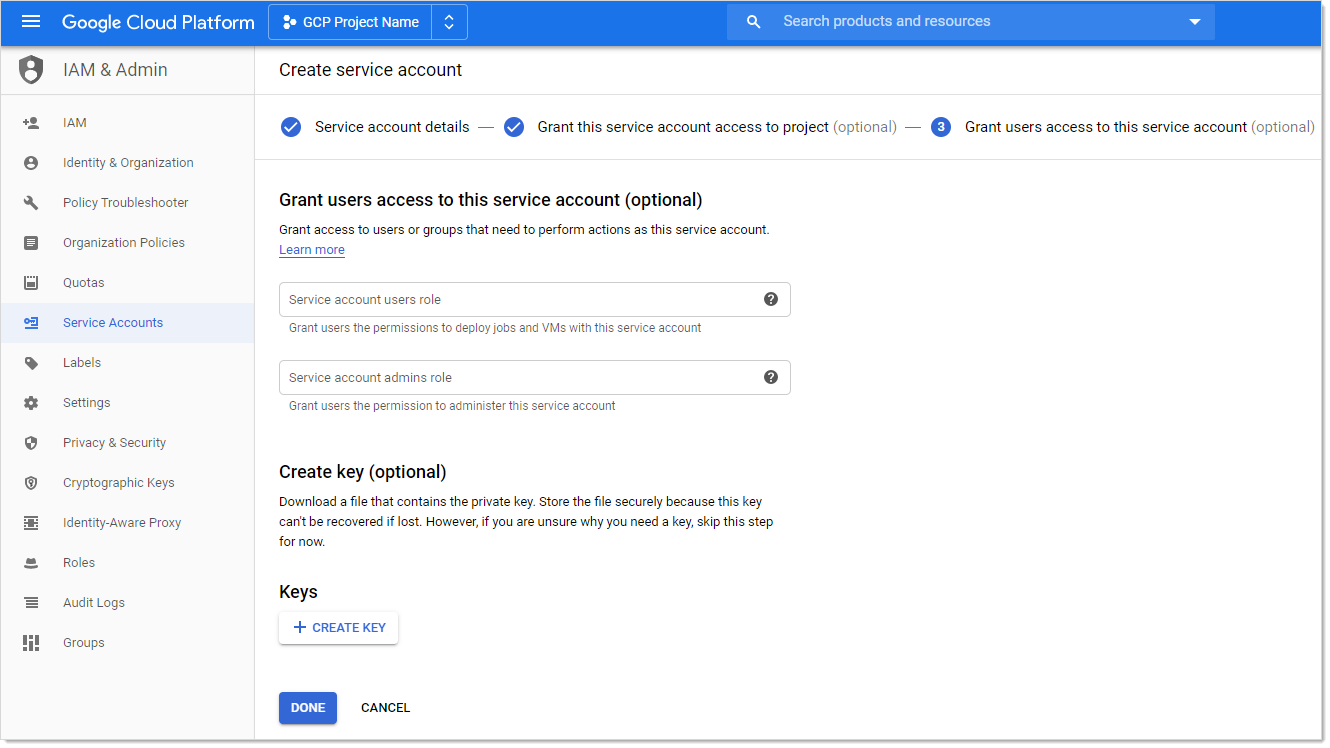 Google Cloud Platform
GCP Project Name
Search products and resources
IAM & Admin
Create service account
IAM
Identity & Organization
Policy Troubleshooter
Organization Policies
Quotas
Service Accounts
Labels
Settings
Privacy & Security
Cryptographic Keys
Identity-Aware Proxy
Roles
Audit Logs
Groups
Service account details — Grant this service account access to project (optional) — 3 Grant users access to this service account (optional)
Grant users access to this service account (optional)
Grant access to users or groups that need to perform actions as this service account.
Learn more
Service account users role ?
Grant users the permissions to deploy jobs and VMs with this service account
Service account admins role ?
Grant users the permission to administer this service account
Create key (optional)
Download a file that contains the private key. Store the file securely because this key
can't be recovered if lost. However, if you are unsure why you need a key, skip this step
for now.
Keys
+ CREATE KEY
DONE CANCEL